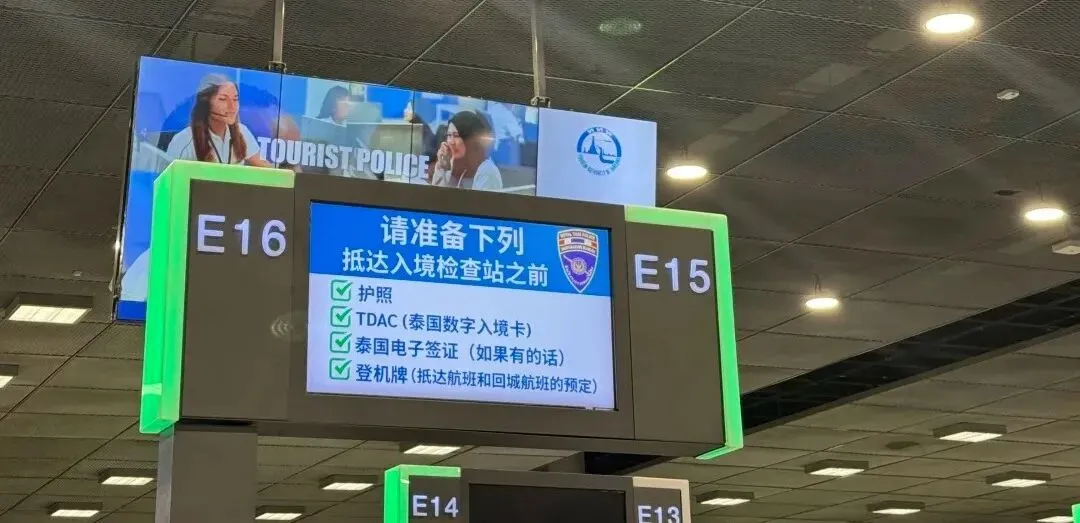 TOURIST POLICE
E16
请准备下列
抵达入境检查站之前
护照
TDAC (泰国数字入境卡)
泰国电子签证（如果有的话）
登机牌 (抵达航班和回城航班的预定)
E15
E14
E13